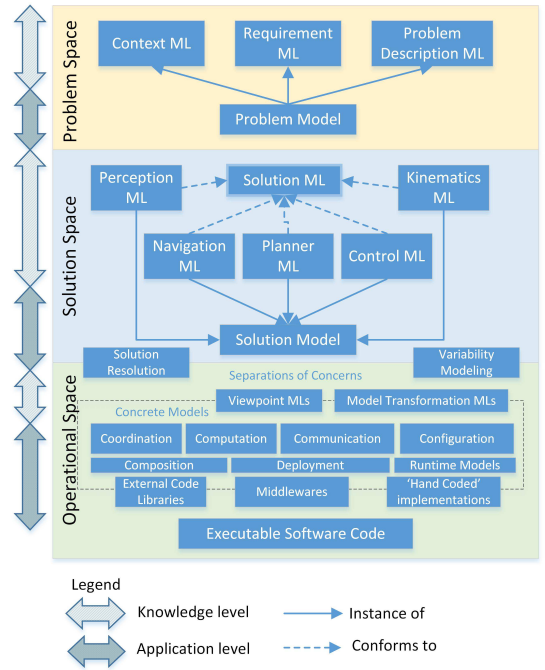 Problem Space
Context ML
Requirement
ML
Problem
Description ML
Problem Model
Solution Space
Perception
ML
Solution ML
Kinematics
ML
Navigation
ML
Planner
ML
Control ML
Solution Model
Solution
Resolution
Variability
Modeling
Operational Space
Separations of Concerns
Viewpoint MLs
Model Transformation MLs
Concrete Models
Coordination
Computation
Communication
Configuration
Composition
Deployment
Runtime Models
External Code
Libraries
Middlewares
‘Hand Coded’
implementations
Executable Software Code
Legend
Knowledge level
Instance of
Application level
Conforms to